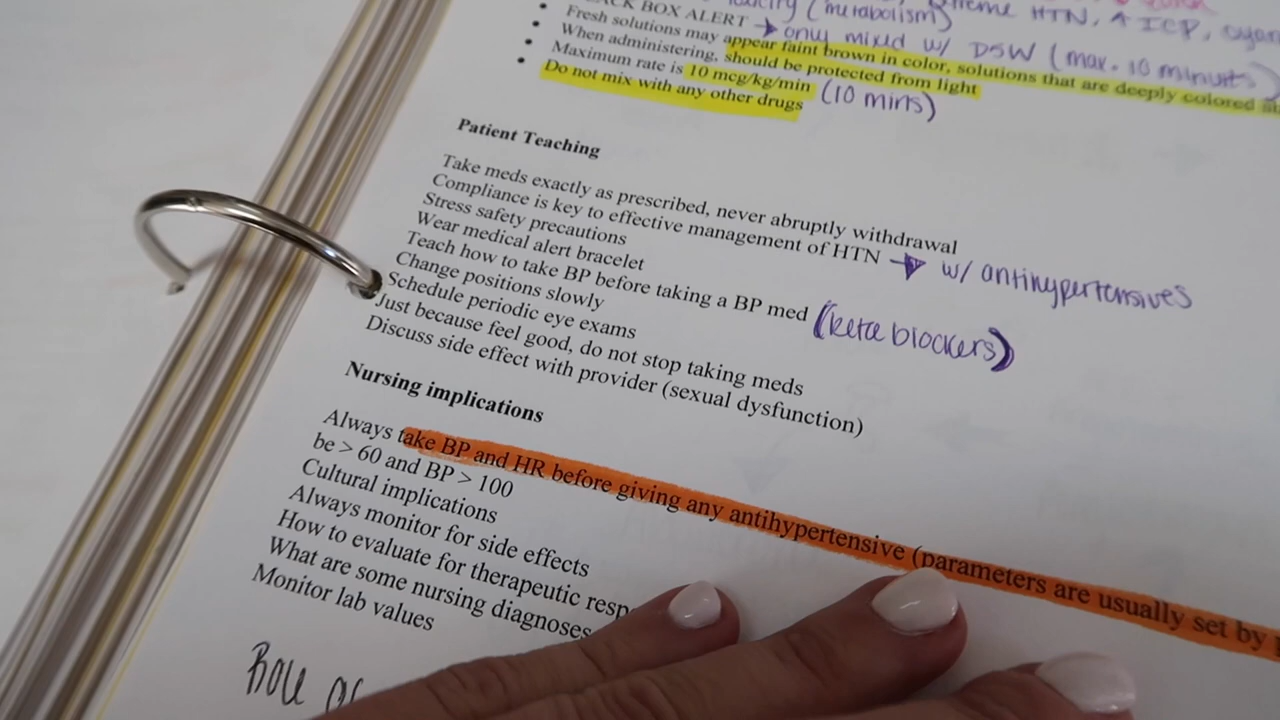 (metabolism) HTN, ↑ ICP,
BOX ALERT → only mixed w/ D5W (max. 10 minuets)
• Fresh solutions may appear faint brown in color, solutions that are deeply colored
• When administering, should be protected from light
• Maximum rate is 10 mcg/kg/min (10 mins)
• Do not mix with any other drugs
Patient Teaching
Take meds exactly as prescribed, never abruptly withdrawal
Compliance is key to effective management of HTN → w/ antihypertensives
Stress safety precautions
Wear medical alert bracelet
Teach how to take BP before taking a BP med (beta blockers)
Change positions slowly
Schedule periodic eye exams
Just because feel good, do not stop taking meds
Discuss side effect with provider (sexual dysfunction)
Nursing implications
Always take BP and HR before giving any antihypertensive (parameters are usually set by
be > 60 and BP > 100
Cultural implications
Always monitor for side effects
How to evaluate for therapeutic
What are some nursing diagnoses
Monitor lab values